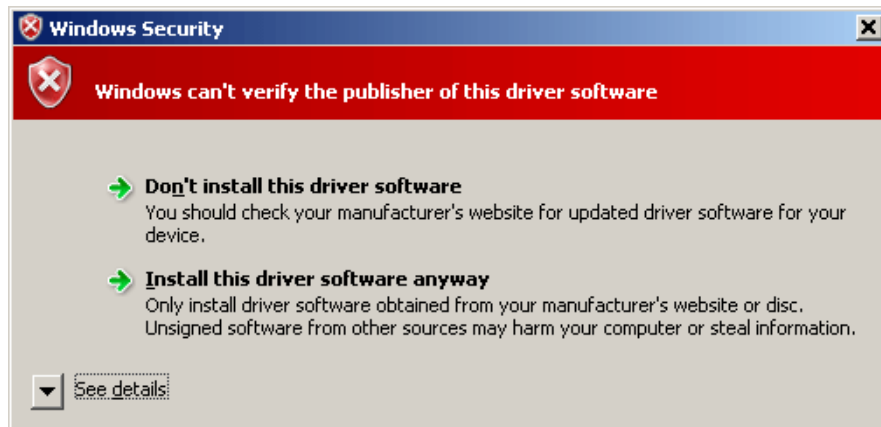 Windows Security
Windows can't verify the publisher of this driver software
Don't install this driver software
You should check your manufacturer's website for updated driver software for your
device.
Install this driver software anyway
Only install driver software obtained from your manufacturer's website or disc.
Unsigned software from other sources may harm your computer or steal information.
See details